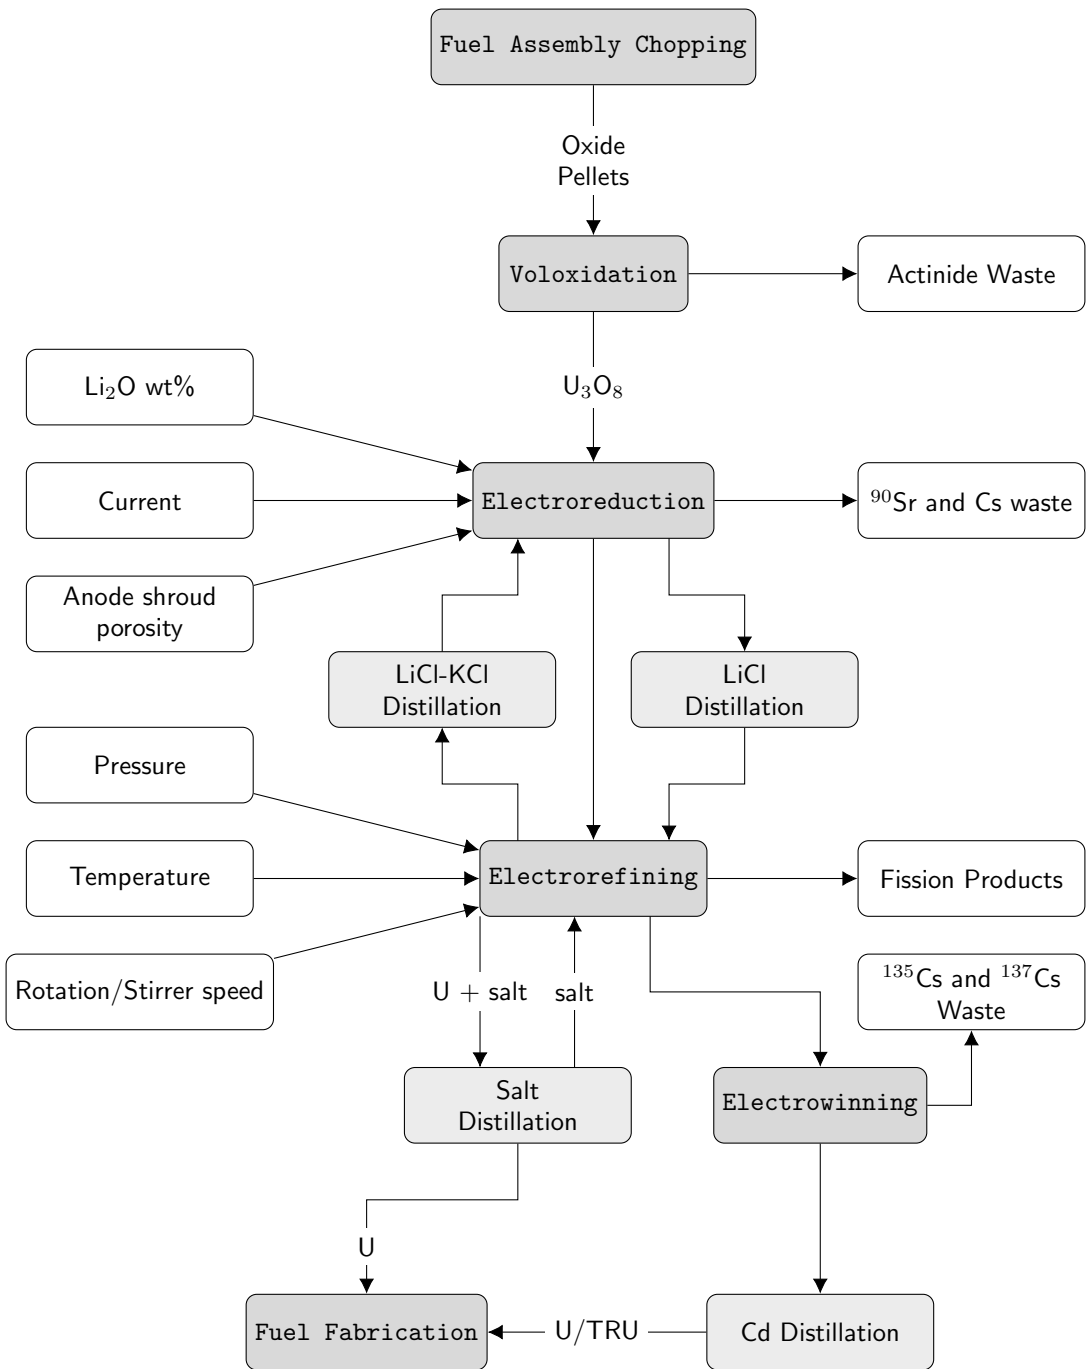 Fuel Assembly Chopping
Oxide
Pellets
Voloxidation
Actinide Waste
U₃O₈
Li₂O wt%
Current
Electroreduction
⁹⁰Sr and Cs waste
Anode shroud
porosity
LiCl-KCl
Distillation
LiCl
Distillation
Pressure
Temperature
Electrorefining
Fission Products
Rotation/Stirrer speed
U + salt
salt
¹³⁵Cs and ¹³⁷Cs
Waste
Salt
Distillation
Electrowinning
U
Fuel Fabrication
U/TRU
Cd Distillation